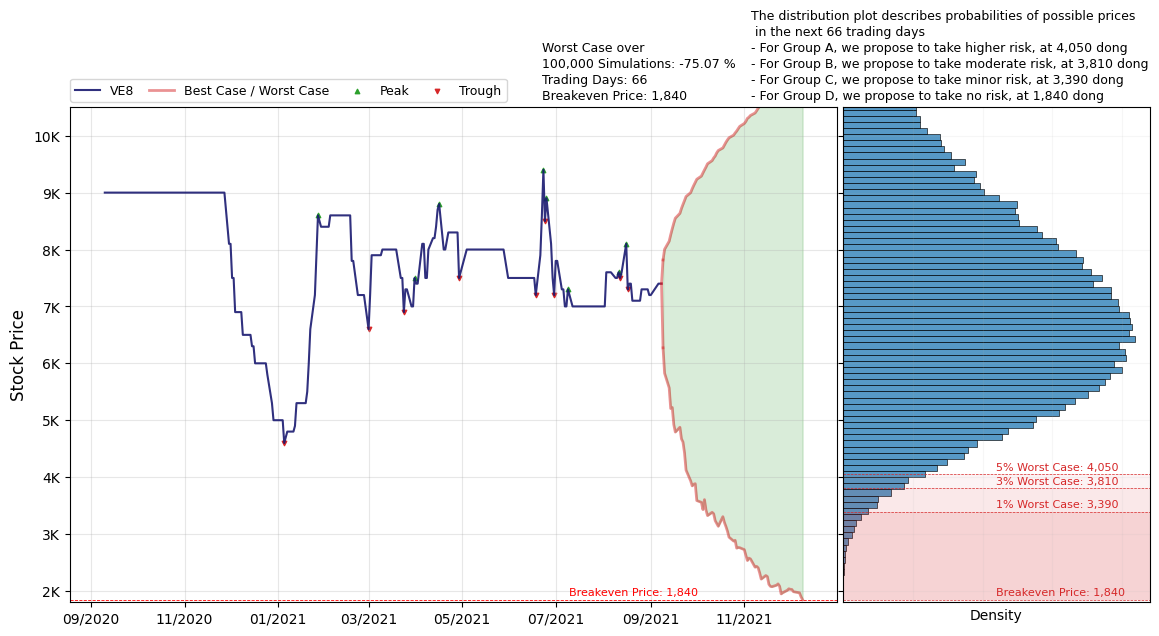 The distribution plot describes probabilities of possible prices
in the next 66 trading days
- For Group A, we propose to take higher risk, at 4,050 dong
- For Group B, we propose to take moderate risk, at 3,810 dong
- For Group C, we propose to take minor risk, at 3,390 dong
- For Group D, we propose to take no risk, at 1,840 dong
Worst Case over
100,000 Simulations: -75.07 %
Trading Days: 66
Breakeven Price: 1,840
VE8 Best Case / Worst Case Peak Trough
Stock Price
10K
9K
8K
7K
6K
5K
4K
3K
2K
Breakeven Price: 1,840
09/2020 11/2020 01/2021 03/2021 05/2021 07/2021 09/2021 11/2021
5% Worst Case: 4,050
3% Worst Case: 3,810
1% Worst Case: 3,390
Breakeven Price: 1,840
Density